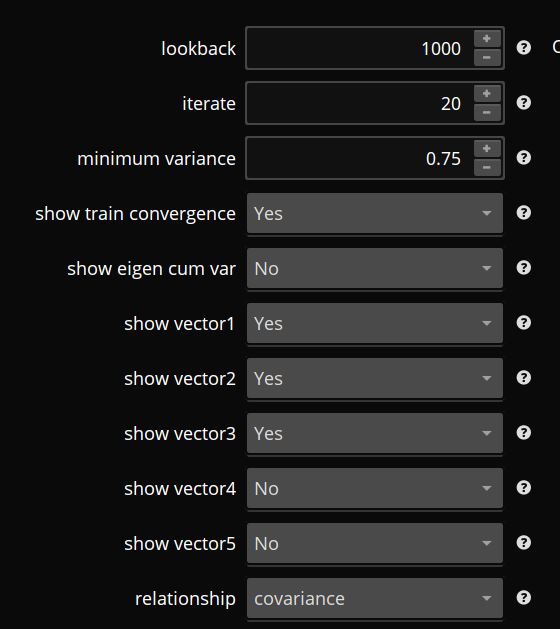 lookback 1000
iterate 20
minimum variance 0.75
show train convergence Yes
show eigen cum var No
show vector1 Yes
show vector2 Yes
show vector3 Yes
show vector4 No
show vector5 No
relationship covariance